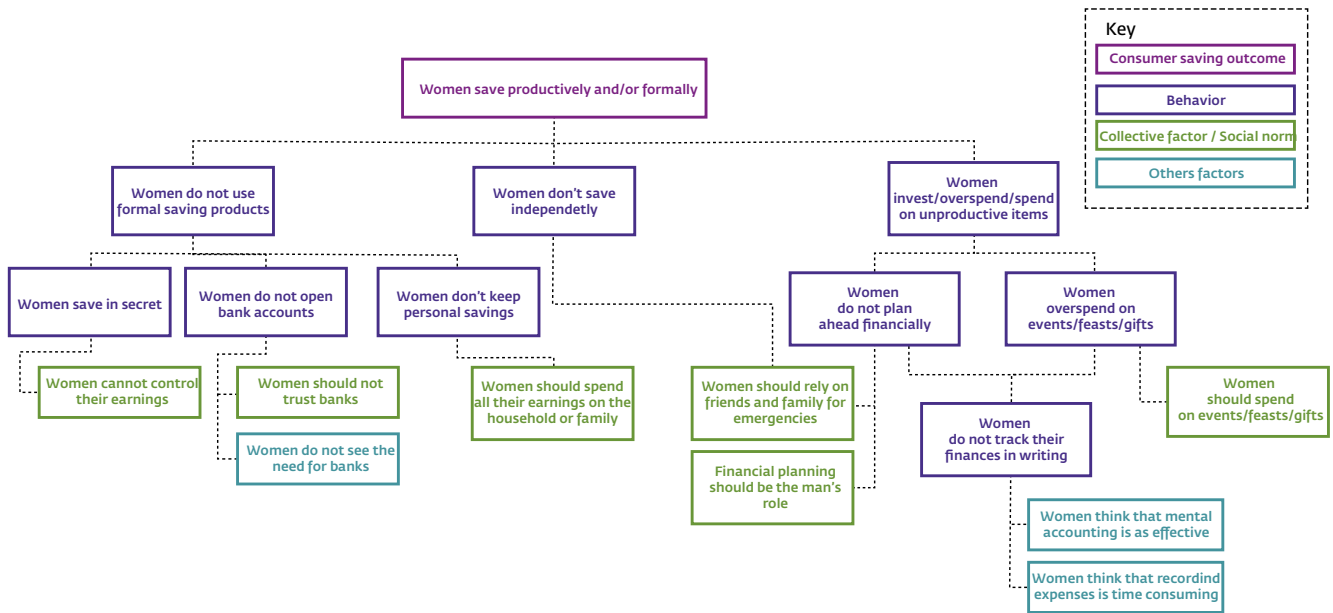 Key
Consumer saving outcome
Behavior
Collective factor / Social norm
Others factors
Women save productively and/or formally
Women do not use
formal saving products
Women don't save
independetly
Women
invest/overspend/spend
on unproductive items
Women save in secret
Women do not open
bank accounts
Women don't keep
personal savings
Women
do not plan
ahead financially
Women
overspend on
events/feasts/gifts
Women cannot control
their earnings
Women should not
trust banks
Women do not see the
need for banks
Women should spend
all their earnings on the
household or family
Women should rely on
friends and family for
emergencies
Financial planning
should be the man's
role
Women
do not track their
finances in writing
Women
should spend
on events/feasts/gifts
Women think that mental
accounting is as effective
Women think that recordind
expenses is time consuming